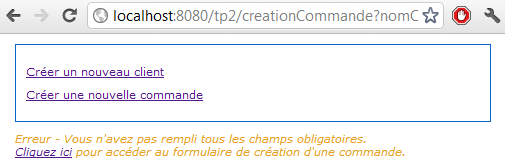 localhost:8080/tp2/creationCommande?nomC
Créer un nouveau client
Créer une nouvelle commande
Erreur - Vous n'avez pas rempli tous les champs obligatoires.
Cliquez ici pour accéder au formulaire de création d'une commande.